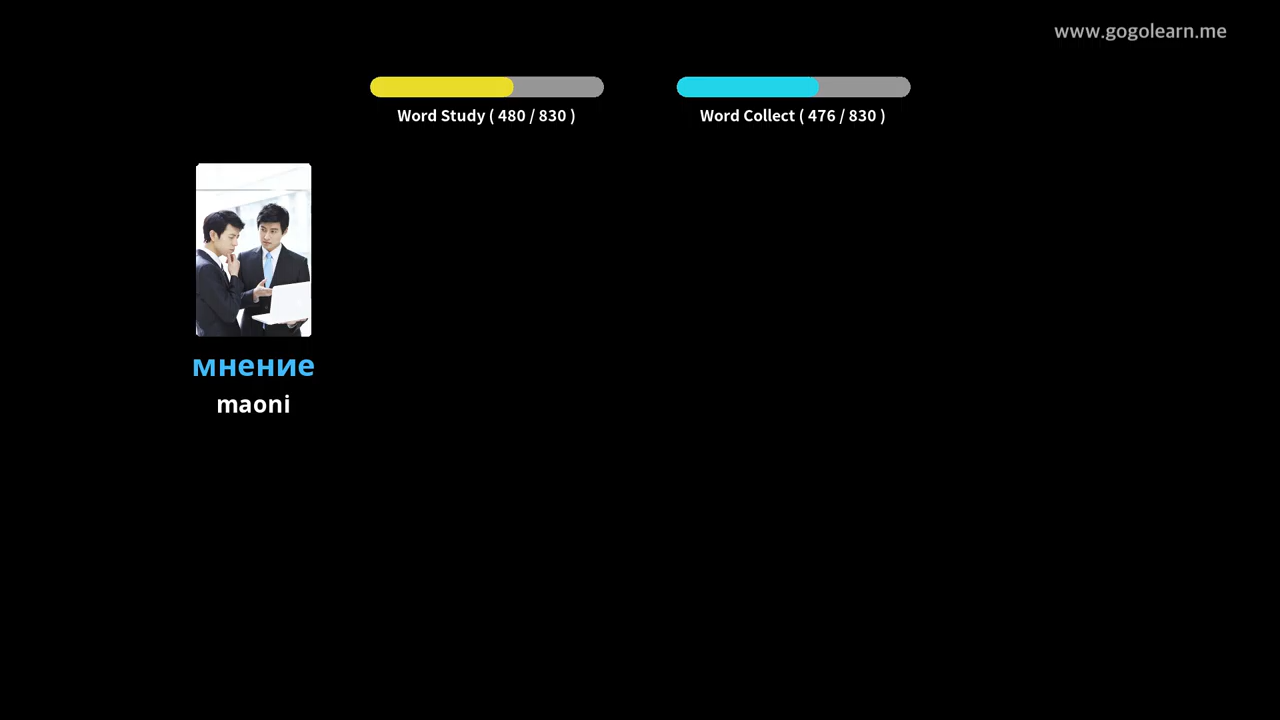 www.gogolearn.me
Word Study ( 480 / 830 )
Word Collect ( 476 / 830 )
мнение
maoni